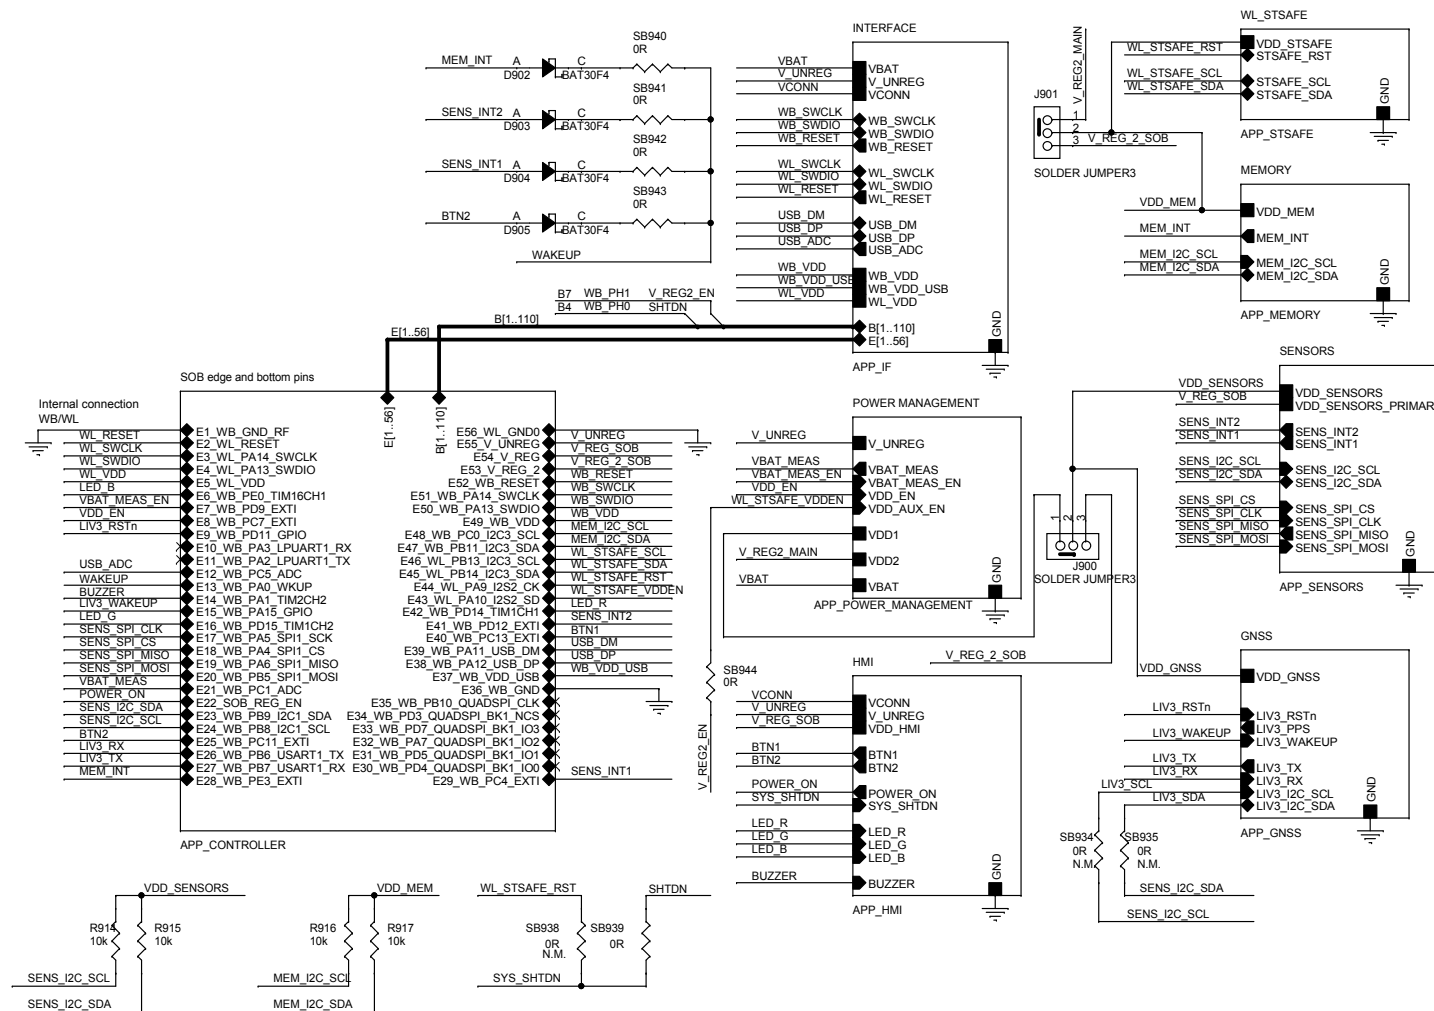 MEM_INT A C
D902 BAT30F4
SB940
0R
SENS_INT2 A C
D903 BAT30F4
SB941
0R
SENS_INT1 A C
D904 BAT30F4
SB942
0R
BTN2 A C
D905 BAT30F4
SB943
0R
WAKEUP
B7 WB_PH1 V_REG2_EN
B4 WB_PH0 SHTDN
B[1..110]
E[1..56]
INTERFACE
VBAT VBAT
V_UNREG V_UNREG
VCONN VCONN
WB_SWCLK WB_SWCLK
WB_SWDIO WB_SWDIO
WB_RESET WB_RESET
WL_SWCLK WL_SWCLK
WL_SWDIO WL_SWDIO
WL_RESET WL_RESET
USB_DM USB_DM
USB_DP USB_DP
USB_ADC USB_ADC
WB_VDD WB_VDD
WB_VDD_USB WB_VDD_USB
WL_VDD WL_VDD
B[1..110]
E[1..56]
GND
APP_IF
J901
V_REG2_MAIN
1
2
3 V_REG_2_SOB
SOLDER JUMPER3
WL_STSAFE
VDD_STSAFE
WL_STSAFE_RST STSAFE_RST
WL_STSAFE_SCL STSAFE_SCL
WL_STSAFE_SDA STSAFE_SDA
GND
APP_STSAFE
MEMORY
VDD_MEM VDD_MEM
MEM_INT MEM_INT
MEM_I2C_SCL MEM_I2C_SCL
MEM_I2C_SDA MEM_I2C_SDA
GND
APP_MEMORY
SENSORS
VDD_SENSORS VDD_SENSORS
V_REG_SOB VDD_SENSORS_PRIMAR
SENS_INT2 SENS_INT2
SENS_INT1 SENS_INT1
SENS_I2C_SCL SENS_I2C_SCL
SENS_I2C_SDA SENS_I2C_SDA
SENS_SPI_CS SENS_SPI_CS
SENS_SPI_CLK SENS_SPI_CLK
SENS_SPI_MISO SENS_SPI_MISO
SENS_SPI_MOSI SENS_SPI_MOSI
GND
APP_SENSORS
SOB edge and bottom pins
Internal connection
WB/WL
E[1..56]
B[1..110]
E1_WB_GND_RF
WL_RESET E2_WL_RESET
WL_SWCLK E3_WL_PA14_SWCLK
WL_SWDIO E4_WL_PA13_SWDIO
WL_VDD E5_WL_VDD
LED_B E6_WB_PE0_TIM16CH1
VBAT_MEAS_EN E7_WB_PD9_EXTI
VDD_EN E8_WB_PC7_EXTI
LIV3_RSTn E9_WB_PD11_GPIO
E10_WB_PA3_LPUART1_RX
E11_WB_PA2_LPUART1_TX
USB_ADC E12_WB_PC5_ADC
WAKEUP E13_WB_PA0_WKUP
BUZZER E14_WB_PA1_TIM2CH2
LIV3_WAKEUP E15_WB_PA15_GPIO
LED_G E16_WB_PD15_TIM1CH2
SENS_SPI_CLK E17_WB_PA5_SPI1_SCK
SENS_SPI_CS E18_WB_PA4_SPI1_CS
SENS_SPI_MISO E19_WB_PA6_SPI1_MISO
SENS_SPI_MOSI E20_WB_PB5_SPI1_MOSI
VBAT_MEAS E21_WB_PC1_ADC
POWER_ON E22_SOB_REG_EN
SENS_I2C_SDA E23_WB_PB9_I2C1_SDA
SENS_I2C_SCL E24_WB_PB8_I2C1_SCL
BTN2 E25_WB_PC11_EXTI
LIV3_RX E26_WB_PB6_USART1_TX
LIV3_TX E27_WB_PB7_USART1_RX
MEM_INT E28_WB_PE3_EXTI
E56_WL_GND0
E55_V_UNREG V_UNREG
E54_V_REG V_REG_SOB
E53_V_REG_2 V_REG_2_SOB
E52_WB_RESET WB_RESET
E51_WB_PA14_SWCLK WB_SWCLK
E50_WB_PA13_SWDIO WB_SWDIO
E49_WB_VDD WB_VDD
E48_WB_PC0_I2C3_SCL MEM_I2C_SCL
E47_WB_PB11_I2C3_SDA MEM_I2C_SDA
E46_WL_PB13_I2C3_SCL WL_STSAFE_SCL
E45_WL_PB14_I2C3_SDA WL_STSAFE_SDA
E44_WL_PA9_I2S2_CK WL_STSAFE_RST
E43_WL_PA10_I2S2_SD WL_STSAFE_VDDEN
E42_WB_PD14_TIM1CH1 LED_R
E41_WB_PD12_EXTI SENS_INT2
E40_WB_PC13_EXTI BTN1
E39_WB_PA11_USB_DM USB_DM
E38_WB_PA12_USB_DP USB_DP
E37_WB_VDD_USB WB_VDD_USB
E36_WB_GND
E35_WB_PB10_QUADSPI_CLK
E34_WB_PD3_QUADSPI_BK1_NCS
E33_WB_PD7_QUADSPI_BK1_IO3
E32_WB_PA7_QUADSPI_BK1_IO2
E31_WB_PD5_QUADSPI_BK1_IO1
E30_WB_PD4_QUADSPI_BK1_IO0
E29_WB_PC4_EXTI SENS_INT1
APP_CONTROLLER
POWER MANAGEMENT
V_UNREG V_UNREG
VBAT_MEAS VBAT_MEAS
VBAT_MEAS_EN VBAT_MEAS_EN
VDD_EN VDD_EN
WL_STSAFE_VDDEN VDD_AUX_EN
VDD1
V_REG2_MAIN VDD2
VBAT VBAT
GND
APP_POWER_MANAGEMENT
1 2 3
J900
SOLDER JUMPER3
V_REG_2_SOB
SB944
0R
V_REG2_EN
HMI
VCONN VCONN
V_UNREG V_UNREG
V_REG_SOB VDD_HMI
BTN1 BTN1
BTN2 BTN2
POWER_ON POWER_ON
SYS_SHTDN SYS_SHTDN
LED_R LED_R
LED_G LED_G
LED_B LED_B
BUZZER BUZZER
GND
APP_HMI
GNSS
VDD_GNSS VDD_GNSS
LIV3_RSTn LIV3_RSTn
LIV3_PPS
LIV3_WAKEUP LIV3_WAKEUP
LIV3_TX LIV3_TX
LIV3_RX LIV3_RX
LIV3_SCL LIV3_I2C_SCL
LIV3_SDA LIV3_I2C_SDA
GND
APP_GNSS
SB934
0R
N.M.
SB935
0R
N.M.
SENS_I2C_SDA
SENS_I2C_SCL
VDD_SENSORS
R914
10k
R915
10k
SENS_I2C_SCL
SENS_I2C_SDA
VDD_MEM
R916
10k
R917
10k
MEM_I2C_SCL
MEM_I2C_SDA
WL_STSAFE_RST SHTDN
SB938
0R
N.M.
SB939
0R
SYS_SHTDN